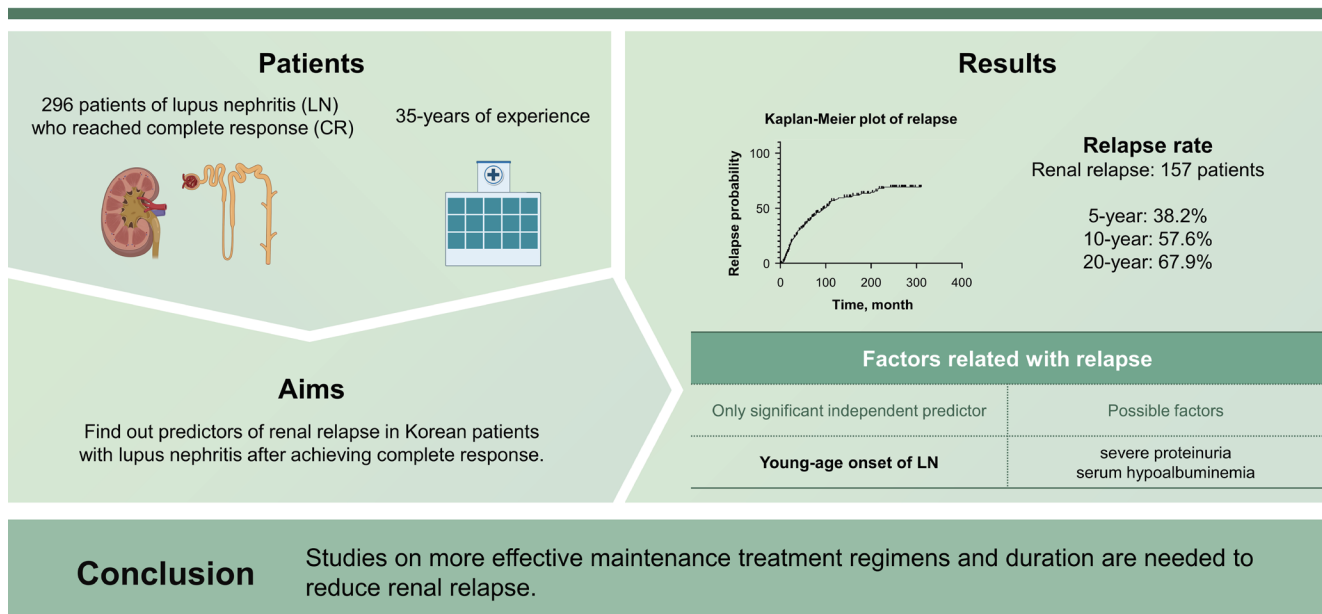 Patients
296 patients of lupus nephritis (LN)
who reached complete response (CR)
35-years of experience
Aims
Find out predictors of renal relapse in Korean patients
with lupus nephritis after achieving complete response.
Results
Kaplan-Meier plot of relapse
Relapse probability
100
50
0
0 100 200 300 400
Time, month
Relapse rate
Renal relapse: 157 patients
5-year: 38.2%
10-year: 57.6%
20-year: 67.9%
Factors related with relapse
Only significant independent predictor
Possible factors
Young-age onset of LN
severe proteinuria
serum hypoalbuminemia
Conclusion
Studies on more effective maintenance treatment regimens and duration are needed to
reduce renal relapse.